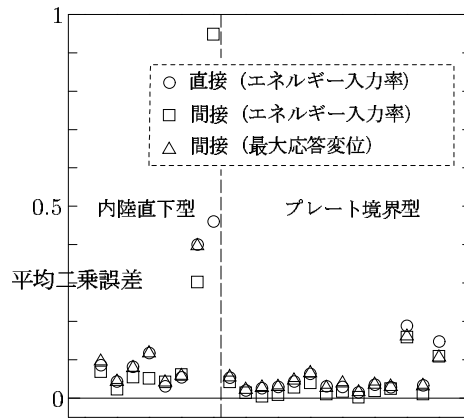 1
○ 直接（エネルギー入力率）
□ 間接（エネルギー入力率）
△ 間接（最大応答変位）
0.5
内陸直下型
プレート境界型
平均二乗誤差
0